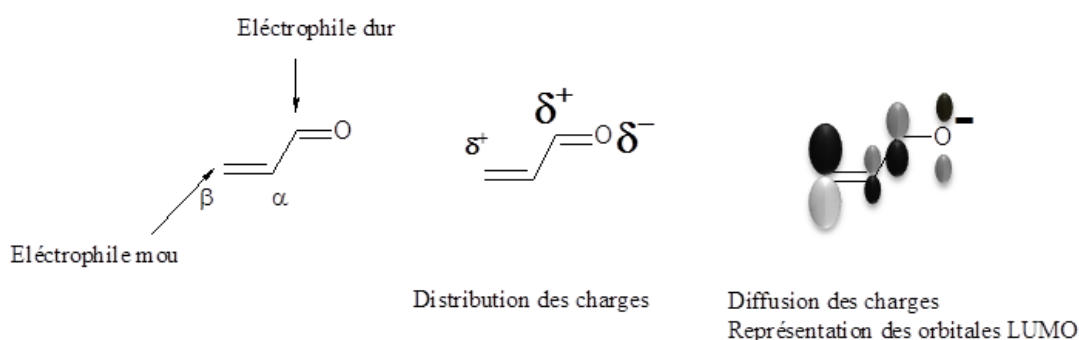 Eléctrophile dur
O
β
α
Eléctrophile mou
δ+
δ+
O δ−
Distribution des charges
O
-
Diffusion des charges
Représentation des orbitales LUMO